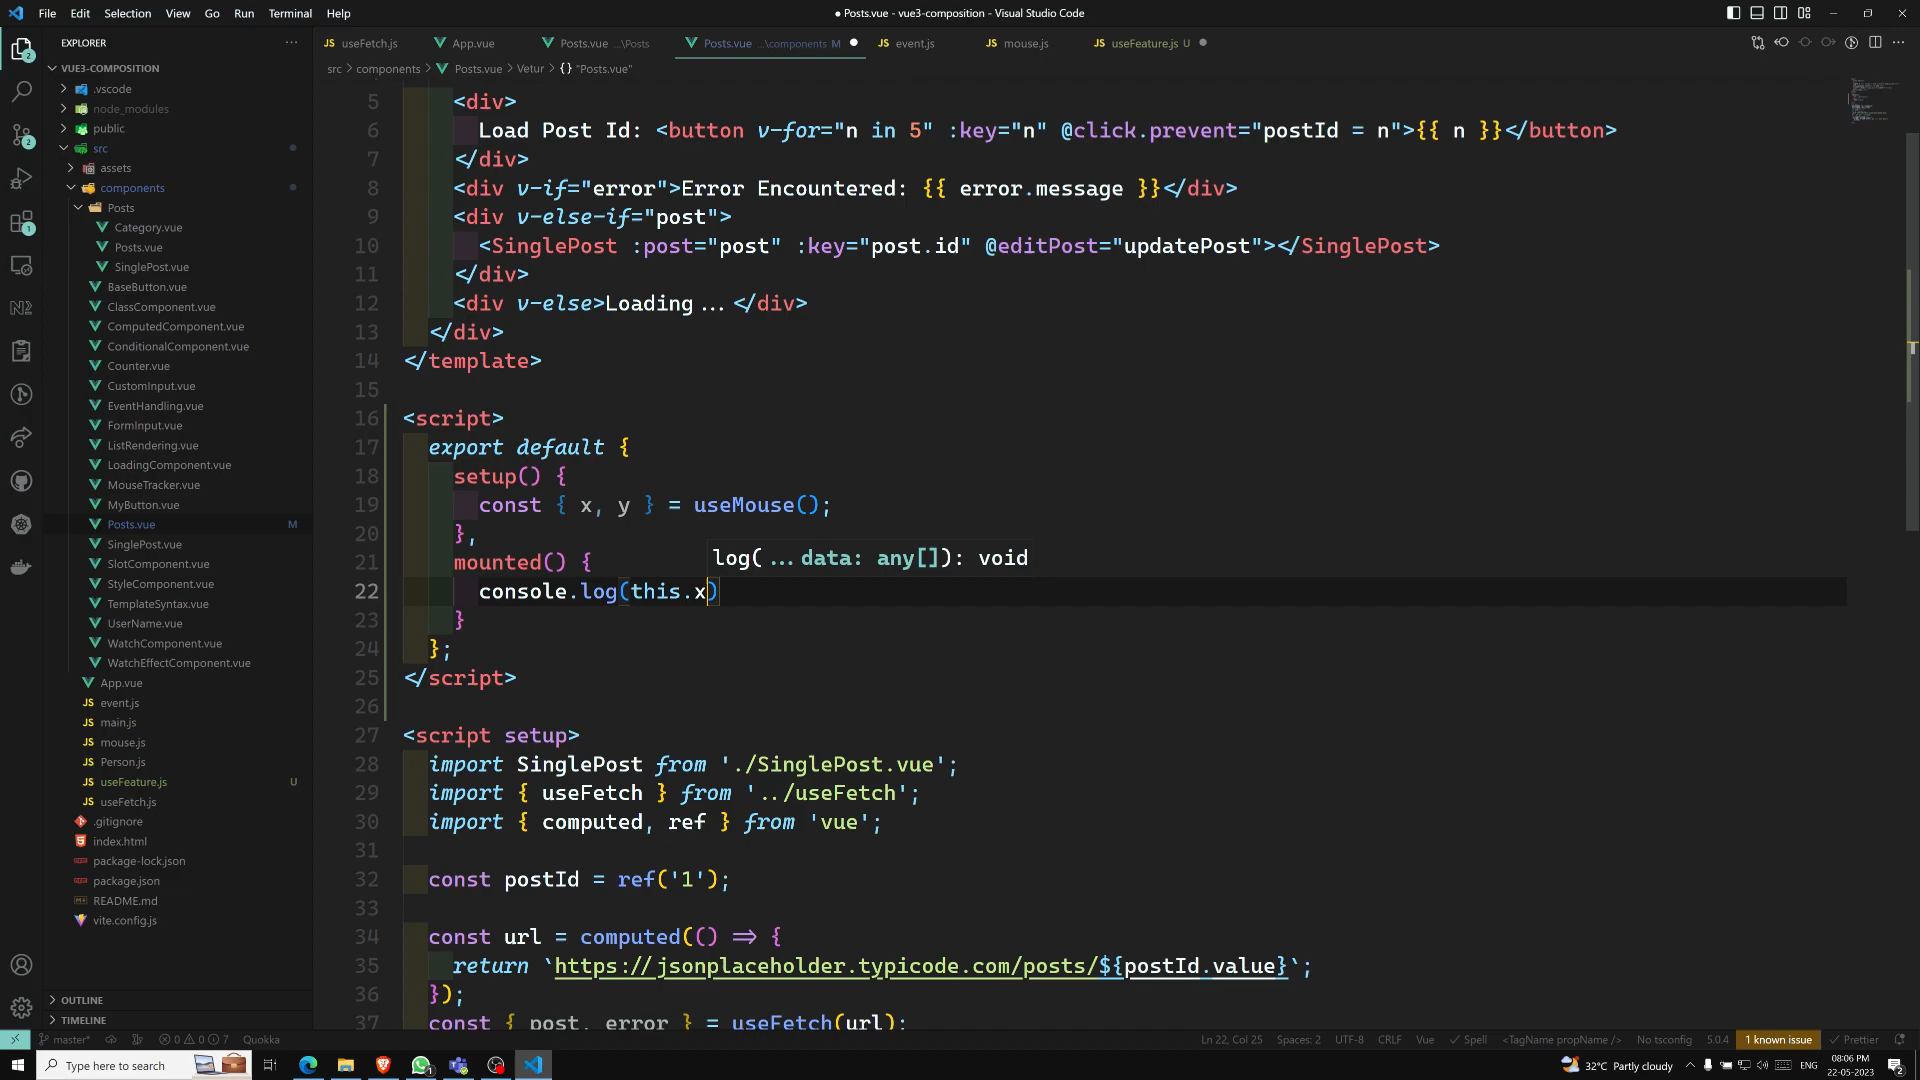 File Edit Selection View Go Run Terminal Help
● Posts.vue - vue3-composition - Visual Studio Code
EXPLORER
VUE3-COMPOSITION
.vscode
node_modules
public
src
assets
components
Posts
Category.vue
Posts.vue
SinglePost.vue
BaseButton.vue
ClassComponent.vue
ComputedComponent.vue
ConditionalComponent.vue
Counter.vue
CustomInput.vue
EventHandling.vue
FormInput.vue
ListRendering.vue
LoadingComponent.vue
MouseTracker.vue
MyButton.vue
Posts.vue M
SinglePost.vue
SlotComponent.vue
StyleComponent.vue
TemplateSyntax.vue
UserName.vue
WatchComponent.vue
WatchEffectComponent.vue
App.vue
JS event.js
JS main.js
JS mouse.js
JS Person.js
JS useFeature.js U
JS useFetch.js
.gitignore
index.html
package-lock.json
package.json
README.md
vite.config.js
OUTLINE
TIMELINE
JS useFetch.js App.vue Posts.vue ...\Posts Posts.vue ...\components M JS event.js JS mouse.js JS useFeature.js U
src > components > Posts.vue > Vetur > {} "Posts.vue"
5 <div>
6 Load Post Id: <button v-for="n in 5" :key="n" @click.prevent="postId = n">{{ n }}</button>
7 </div>
8 <div v-if="error">Error Encountered: {{ error.message }}</div>
9 <div v-else-if="post">
10 <SinglePost :post="post" :key="post.id" @editPost="updatePost"></SinglePost>
11 </div>
12 <div v-else>Loading...</div>
13 </div>
14 </template>
15
16 <script>
17 export default {
18 setup() {
19 const { x, y } = useMouse();
20 },
21 mounted() {
log(...data: any[]): void
22 console.log(this.x)
23 }
24 };
25 </script>
26
27 <script setup>
28 import SinglePost from './SinglePost.vue';
29 import { useFetch } from '../useFetch';
30 import { computed, ref } from 'vue';
31
32 const postId = ref('1');
33
34 const url = computed(() => {
35 return `https://jsonplaceholder.typicode.com/posts/${postId.value}`;
36 });
37 const { post, error } = useFetch(url);
master* 0 0 7 Quokka
Ln 22, Col 25 Spaces: 2 UTF-8 CRLF Vue Spell <TagName propName /> No tsconfig 5.0.4 1 known issue Prettier
Type here to search
32°C Partly cloudy ENG 08:06 PM
22-05-2023